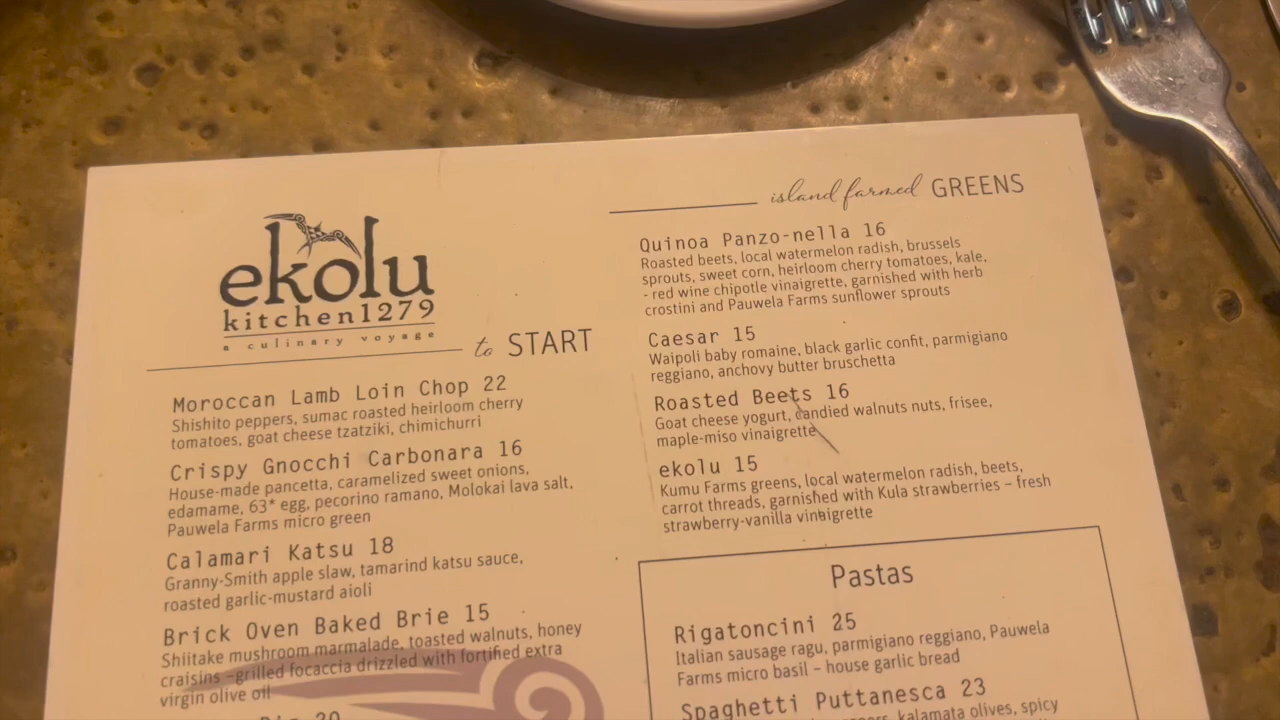 ekolu
kitchen1279
a culinary voyage
to START
Moroccan Lamb Loin Chop 22
Shishito peppers, sumac roasted heirloom cherry
tomatoes, goat cheese tzatziki, chimichurri
Crispy Gnocchi Carbonara 16
House-made pancetta, caramelized sweet onions,
edamame, 63* egg, pecorino ramano, Molokai lava salt,
Pauwela Farms micro green
Calamari Katsu 18
Granny-Smith apple slaw, tamarind katsu sauce,
roasted garlic-mustard aioli
Brick Oven Baked Brie 15
Shiitake mushroom marmalade, toasted walnuts, honey
craisins –grilled focaccia drizzled with fortified extra
virgin olive oil
20
island farmed GREENS
Quinoa Panzo-nella 16
Roasted beets, local watermelon radish, brussels
sprouts, sweet corn, heirloom cherry tomatoes, kale,
- red wine chipotle vinaigrette, garnished with herb
crostini and Pauwela Farms sunflower sprouts
Caesar 15
Waipoli baby romaine, black garlic confit, parmigiano
reggiano, anchovy butter bruschetta
Roasted Beets 16
Goat cheese yogurt, candied walnuts nuts, frisee,
maple-miso vinaigrette
ekolu 15
Kumu Farms greens, local watermelon radish, beets,
carrot threads, garnished with Kula strawberries – fresh
strawberry-vanilla vinaigrette
Pastas
Rigatoncini 25
Italian sausage ragu, parmigiano reggiano, Pauwela
Farms micro basil – house garlic bread
Spaghetti Puttanesca 23
kalamata olives, spicy